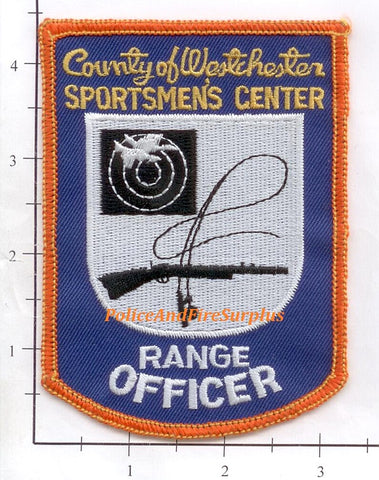 County of Westchester
SPORTSMEN'S CENTER
PoliceAndFireSurplus
RANGE
OFFICER
4
3
2
1
1
2
3